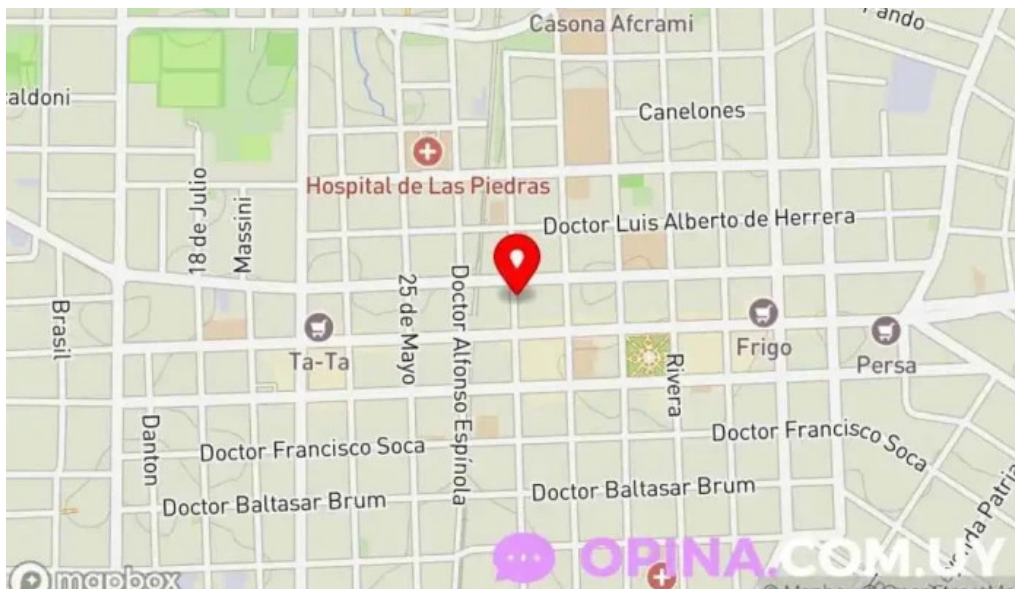 Casona Afcrami
aldoni
Canelones
Hospital de Las Piedras
18 de Julio
Massini
Doctor Luis Alberto de Herrera
25 de Mayo
Doctor Alfonso Espínola
Brasil
Ta-Ta
Frigo
Persa
Rivera
Danton
Doctor Francisco Soca
Doctor Francisco Soca
Doctor Baltasar Brum
Doctor Baltasar Brum
OPINA.COM.UY
mapbox